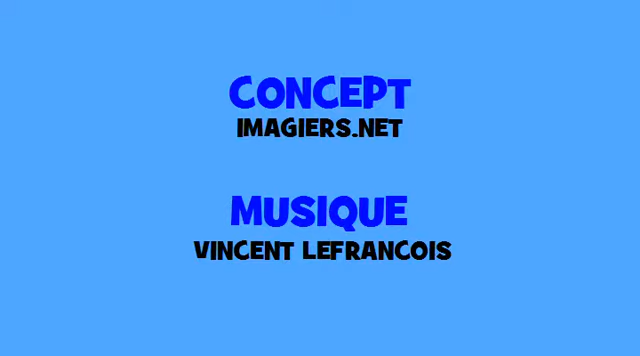 CONCEPT
IMAGIERS.NET
MUSIQUE
VINCENT LEFRANCOIS